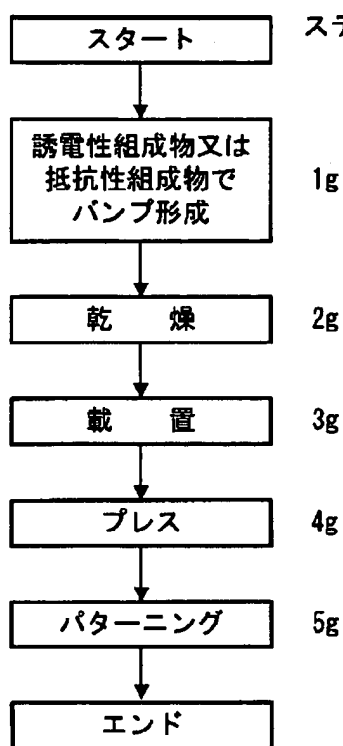 ステ
スタート
誘電性組成物又は
抵抗性組成物で
バンプ形成
1g
乾 燥
2g
載 置
3g
プレス
4g
パターニング
5g
エンド